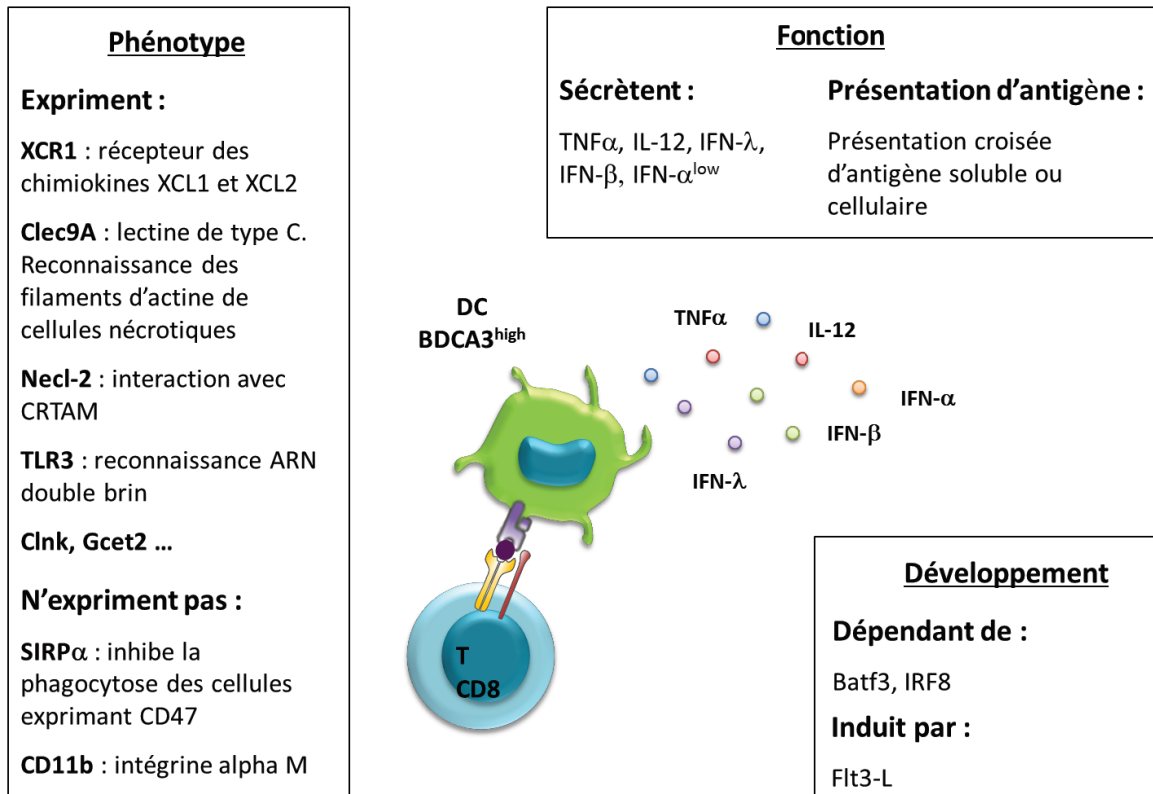 Phénotype
Expriment :
XCR1 : récepteur des
chimiokines XCL1 et XCL2
Clec9A : lectine de type C.
Reconnaissance des
filaments d'actine de
cellules nécrotiques
Necl-2 : interaction avec
CRTAM
TLR3 : reconnaissance ARN
double brin
Clnk, Gcet2 ...
N'expriment pas :
SIRPα : inhibe la
phagocytose des cellules
exprimant CD47
CD11b : intégrine alpha M
Fonction
Sécrètent :
TNFα, IL-12, IFN-λ,
IFN-β, IFN-α^low
Présentation d'antigène :
Présentation croisée
d'antigène soluble ou
cellulaire
DC
BDCA3^high
TNFα
IL-12
IFN-α
IFN-β
IFN-λ
T
CD8
Développement
Dépendant de :
Batf3, IRF8
Induit par :
Flt3-L